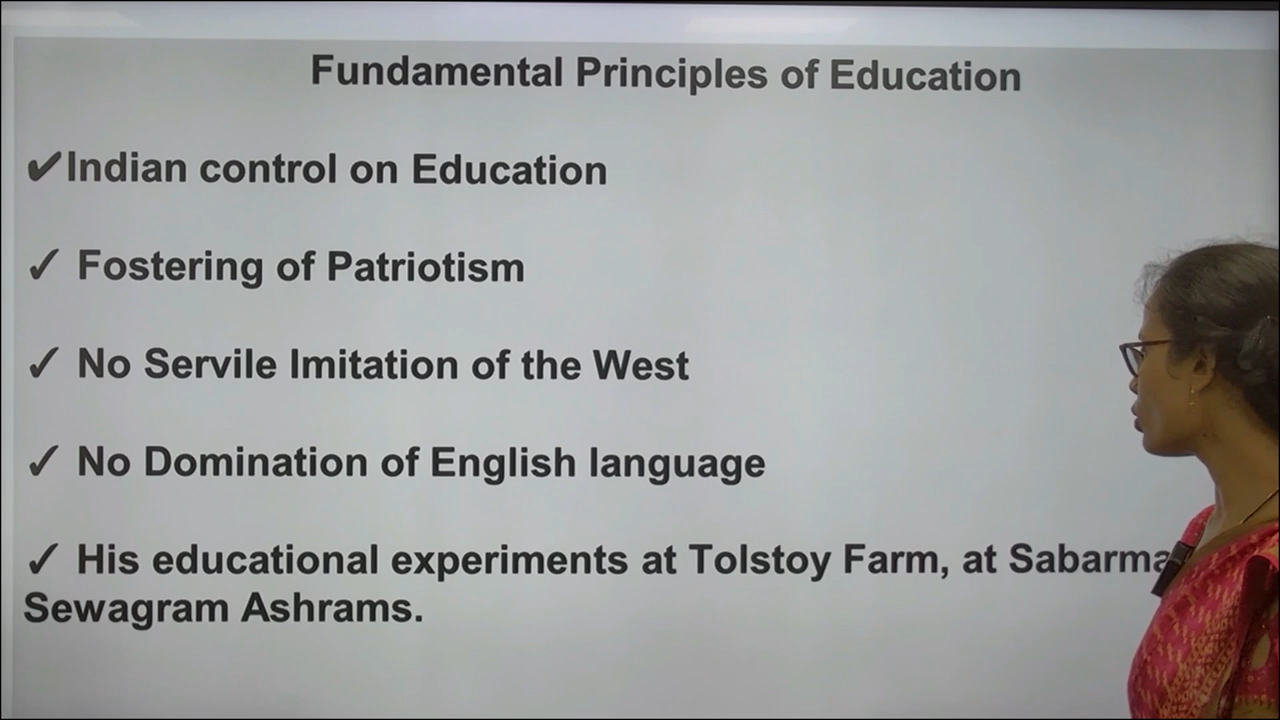 Fundamental Principles of Education
✔Indian control on Education
✓ Fostering of Patriotism
✓ No Servile Imitation of the West
✓ No Domination of English language
✓ His educational experiments at Tolstoy Farm, at
Sewagram Ashrams.